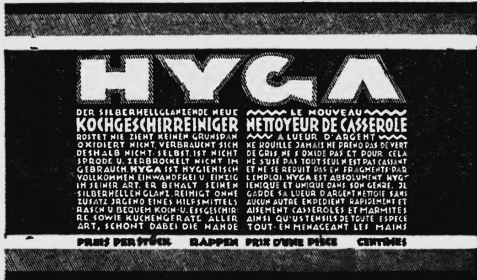 HYGA
DER SILBERHELLGLÄNZENDE NEUE
KOCHGESCHIRREINIGER
ROSTET NIE ZIEHT KEINEN GRÜNSPAN
OXIDIERT NICHT, VERBRAUCHT SICH
DESHALB NICHT SELBST, IST NICHT
SPRÖDE U. ZERBRÖCKELT NICHT IM
GEBRAUCH. HYGA IST HYGIENISCH
VOLLKOMMEN EINWANDFREI U. EINZIG
IN SEINER ART. ER BEHÄLT SEINEN
SILBERHELLEN GLANZ, REINIGT OHNE
ZUSATZ IRGEND EINES HILFSMITTELS
RASCH U. BEQUEM KOCH- U. ESSGESCHIR-
RE SOWIE KÜCHENGERÄTE ALLER
ART, SCHONT DABEI DIE HÄNDE
PREIS PER STÜCK RAPPEN
LE NOUVEAU
NETTOYEUR DE CASSEROLE
A LUEUR D'ARGENT
NE ROUILLE JAMAIS NE PREND PAS DE VERT
DE GRIS, NE S'OXIDE PAS ET POUR CELA
NE S'USE PAS TOUT SEUL N'EST PAS CASSANT
ET NE SE REDUIT PAS EN FRAGMENTS PAR
L'EMPLOI. HYGA EST ABSOLUMENT HYG-
IENIQUE ET UNIQUE DANS SON GENRE. IL
GARDE SA LUEUR D'ARGENT NETTOIE SANS
AUCUN AUTRE EXPEDIENT RAPIDEMENT ET
AISEMENT CASSEROLES ET MARMITES
AINSI QU'USTENSILS DE TOUTE ESPECE
TOUT EN MENAGEANT LES MAINS
PRIX D'UNE PIÈCE CENTIMES